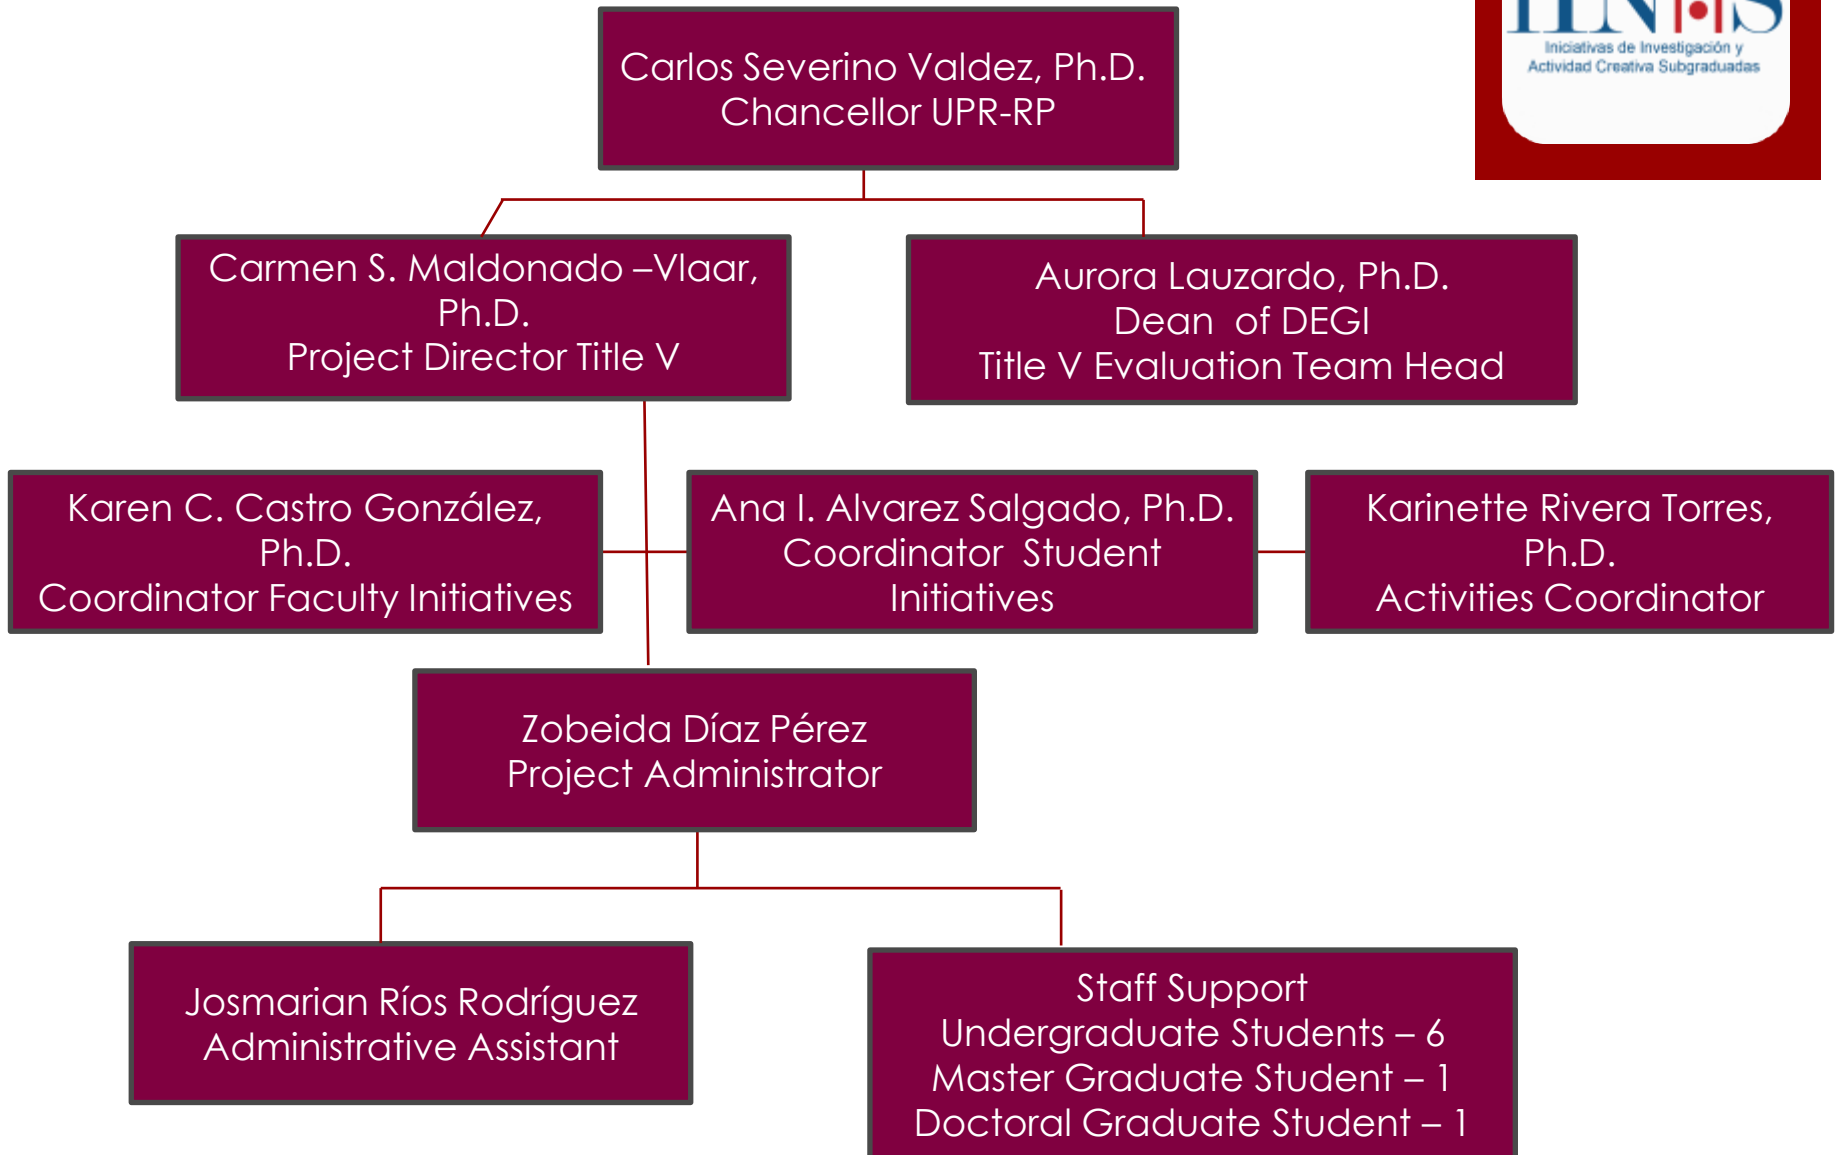 Carlos Severino Valdez, Ph.D.
Chancellor UPR-RP
Iniciativas de Investigación y
Actividad Creativa Subgraduadas
Carmen S. Maldonado –Vlaar,
Ph.D.
Project Director Title V
Aurora Lauzardo, Ph.D.
Dean of DEGI
Title V Evaluation Team Head
Karen C. Castro González,
Ph.D.
Coordinator Faculty Initiatives
Ana I. Alvarez Salgado, Ph.D.
Coordinator Student
Initiatives
Karinette Rivera Torres,
Ph.D.
Activities Coordinator
Zobeida Díaz Pérez
Project Administrator
Josmarian Ríos Rodríguez
Administrative Assistant
Staff Support
Undergraduate Students – 6
Master Graduate Student – 1
Doctoral Graduate Student – 1